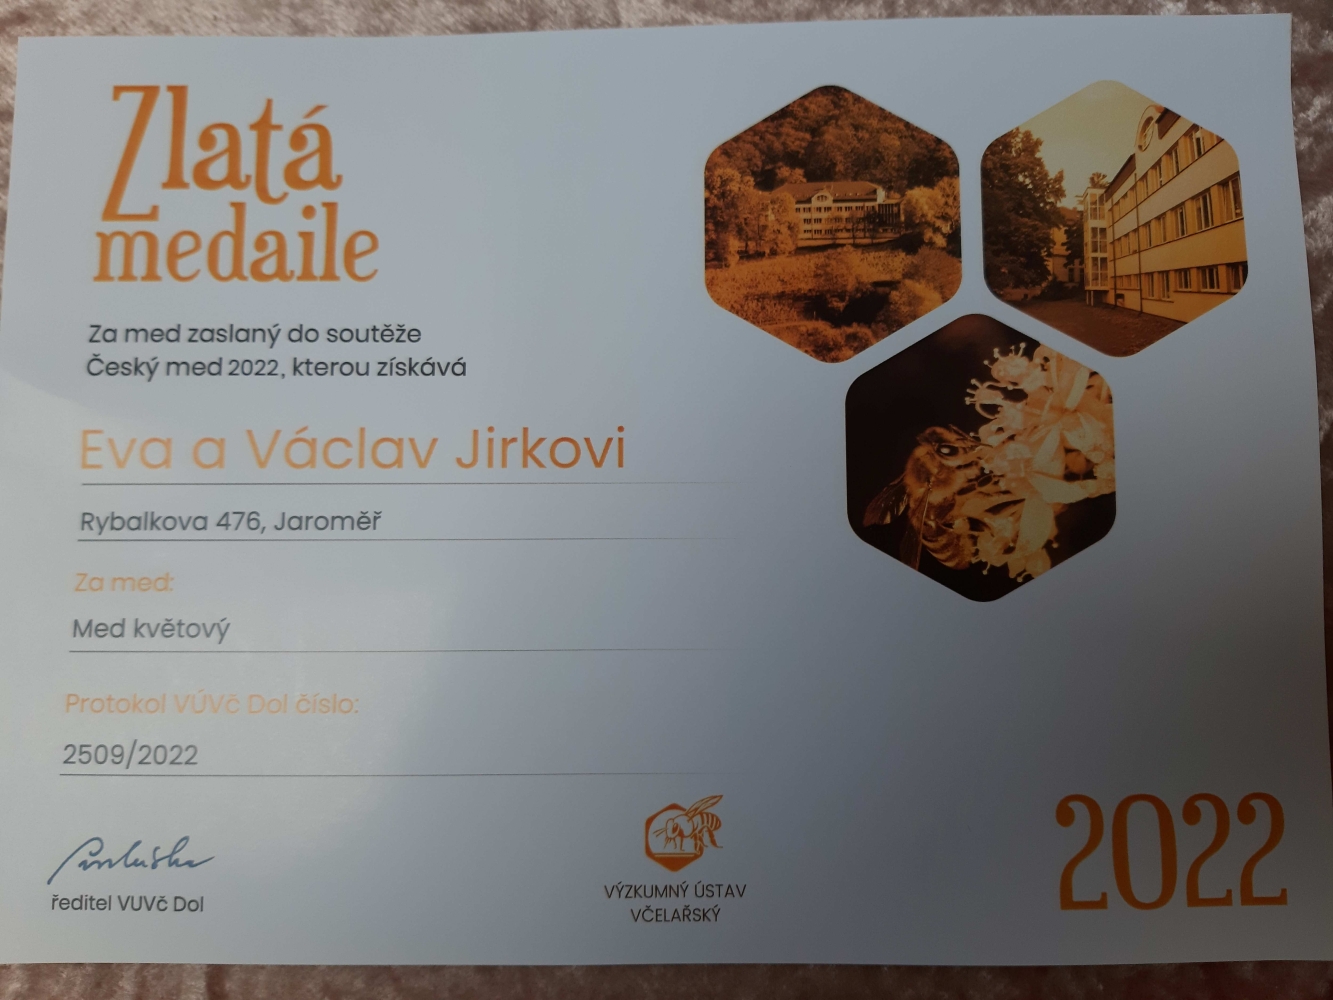 Zlatá
medaile
Za med zaslaný do soutěže
Český med 2022, kterou získává
Eva a Václav Jirkovi
Rybalkova 476, Jaroměř
Za med:
Med květový
Protokol VÚVč Dol číslo:
2509/2022
ředitel VUVč Dol
VÝZKUMNÝ ÚSTAV
VČELAŘSKÝ
2022